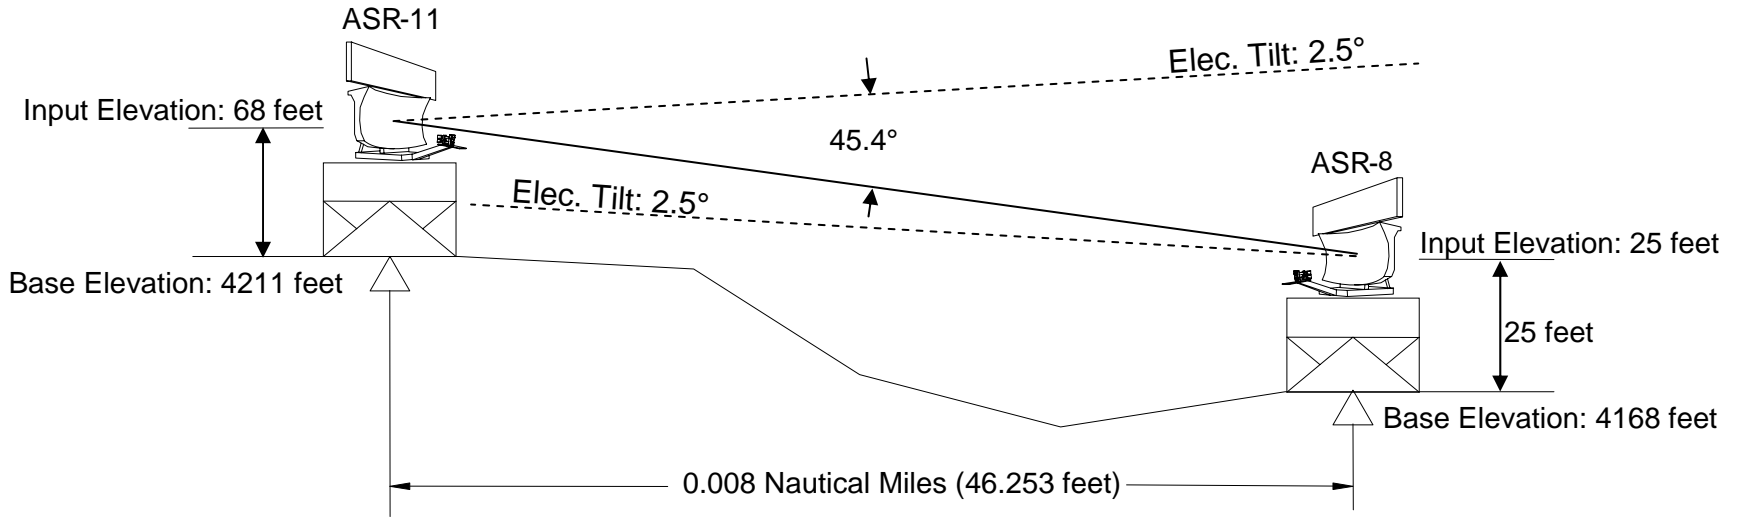 ASR-11
Elec. Tilt: 2.5°
Input Elevation: 68 feet
45.4°
ASR-8
Elec. Tilt: 2.5°
Input Elevation: 25 feet
Base Elevation: 4211 feet
25 feet
Base Elevation: 4168 feet
0.008 Nautical Miles (46.253 feet)